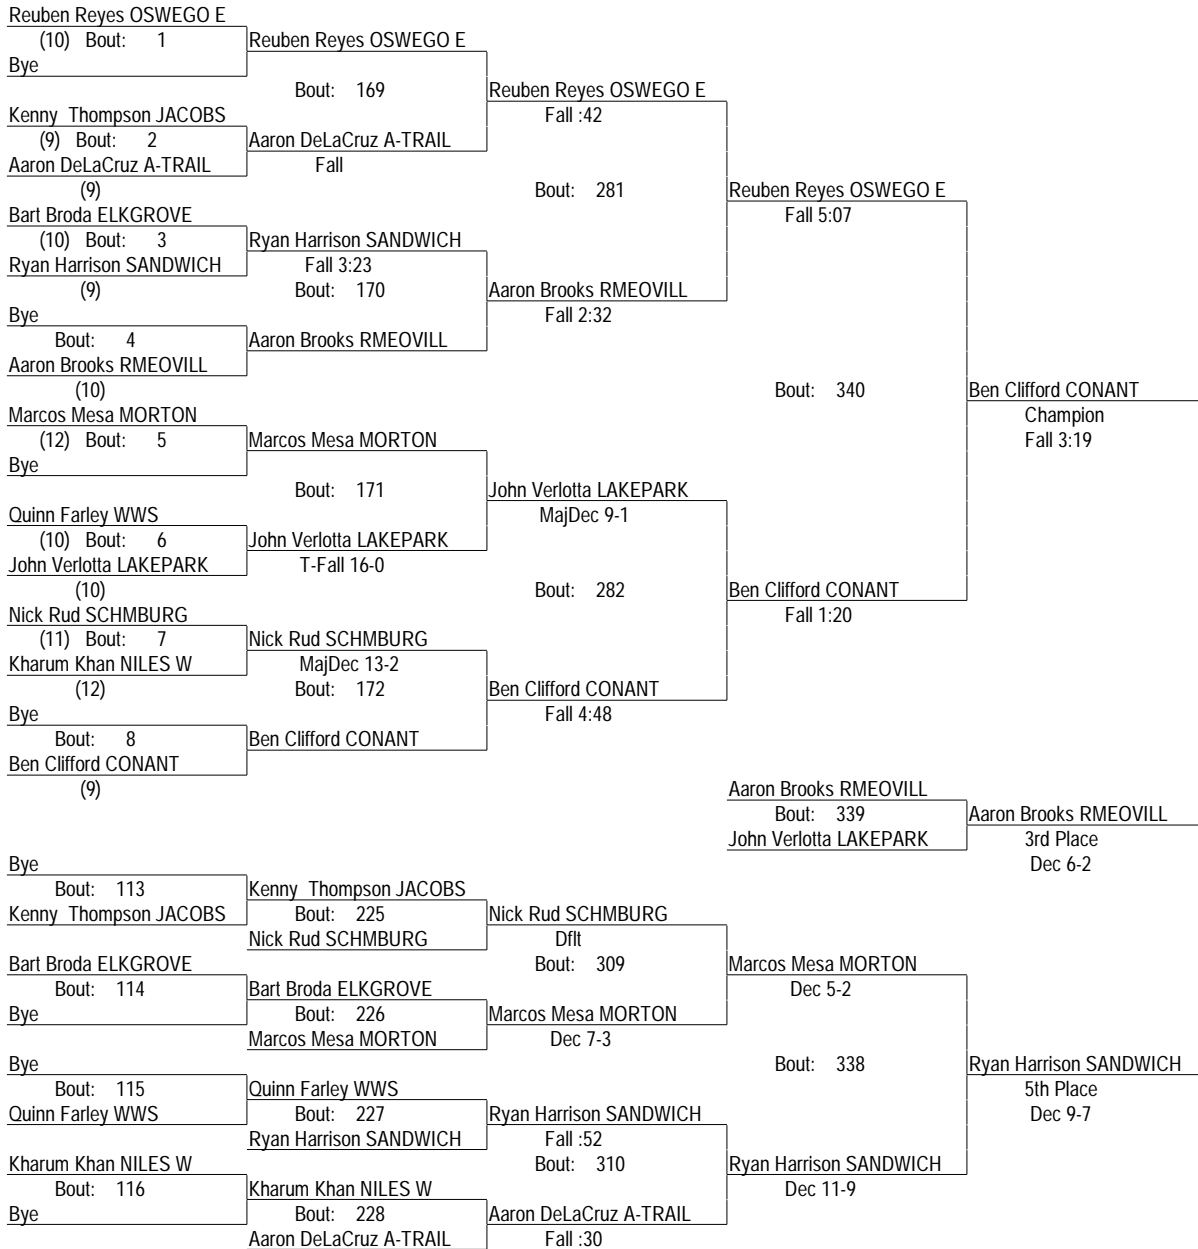 Reuben Reyes OSWEGO E
(10) Bout: 1 Reuben Reyes OSWEGO E
Bye
Bout: 169 Reuben Reyes OSWEGO E
Kenny Thompson JACOBS Fall :42
(9) Bout: 2 Aaron DeLaCruz A-TRAIL
Aaron DeLaCruz A-TRAIL Fall
(9) Bout: 281 Reuben Reyes OSWEGO E
Bart Broda ELKGROVE Fall 5:07
(10) Bout: 3 Ryan Harrison SANDWICH
Ryan Harrison SANDWICH Fall 3:23
(9) Bout: 170 Aaron Brooks RMEOVILL
Bye Fall 2:32
Bout: 4 Aaron Brooks RMEOVILL
Aaron Brooks RMEOVILL
(10) Bout: 340 Ben Clifford CONANT
Marcos Mesa MORTON Champion
(12) Bout: 5 Marcos Mesa MORTON Fall 3:19
Bye
Bout: 171 John Verlotta LAKEPARK
Quinn Farley WWS MajDec 9-1
(10) Bout: 6 John Verlotta LAKEPARK
John Verlotta LAKEPARK T-Fall 16-0
(10) Bout: 282 Ben Clifford CONANT
Nick Rud SCHMBURG Fall 1:20
(11) Bout: 7 Nick Rud SCHMBURG
Kharum Khan NILES W MajDec 13-2
(12) Bout: 172 Ben Clifford CONANT
Bye Fall 4:48
Bout: 8 Ben Clifford CONANT
Ben Clifford CONANT
(9) Aaron Brooks RMEOVILL
Bout: 339 Aaron Brooks RMEOVILL
John Verlotta LAKEPARK 3rd Place
Bye Dec 6-2
Bout: 113 Kenny Thompson JACOBS
Kenny Thompson JACOBS Bout: 225 Nick Rud SCHMBURG
Nick Rud SCHMBURG Dflt
Bart Broda ELKGROVE Bout: 309 Marcos Mesa MORTON
Bout: 114 Bart Broda ELKGROVE Dec 5-2
Bye Bout: 226 Marcos Mesa MORTON
Marcos Mesa MORTON Dec 7-3
Bye Bout: 338 Ryan Harrison SANDWICH
Bout: 115 Quinn Farley WWS 5th Place
Quinn Farley WWS Bout: 227 Ryan Harrison SANDWICH Dec 9-7
Ryan Harrison SANDWICH Fall :52
Kharum Khan NILES W Bout: 310 Ryan Harrison SANDWICH
Bout: 116 Kharum Khan NILES W Dec 11-9
Bye Bout: 228 Aaron DeLaCruz A-TRAIL
Aaron DeLaCruz A-TRAIL Fall :30